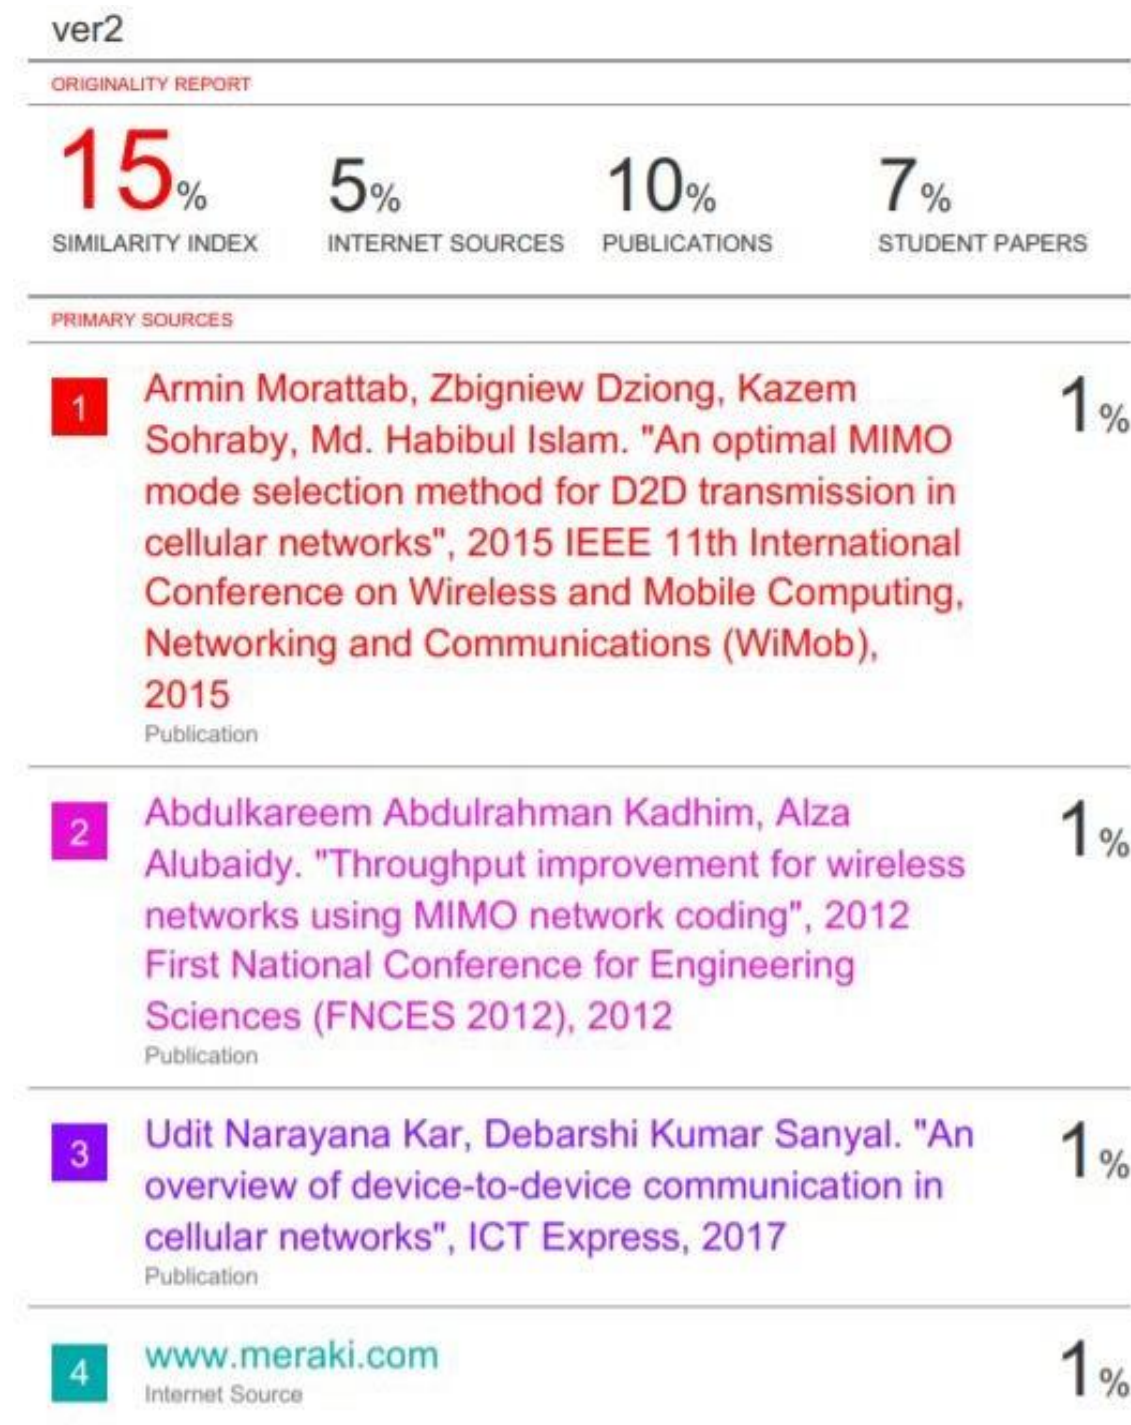 ver2
ORIGINALITY REPORT
15% 5% 10% 7%
SIMILARITY INDEX INTERNET SOURCES PUBLICATIONS STUDENT PAPERS
PRIMARY SOURCES
1 Armin Morattab, Zbigniew Dziong, Kazem 1%
Sohraby, Md. Habibul Islam. "An optimal MIMO
mode selection method for D2D transmission in
cellular networks", 2015 IEEE 11th International
Conference on Wireless and Mobile Computing,
Networking and Communications (WiMob),
2015
Publication
2 Abdulkareem Abdulrahman Kadhim, Alza 1%
Alubaidy. "Throughput improvement for wireless
networks using MIMO network coding", 2012
First National Conference for Engineering
Sciences (FNCES 2012), 2012
Publication
3 Udit Narayana Kar, Debarshi Kumar Sanyal. "An 1%
overview of device-to-device communication in
cellular networks", ICT Express, 2017
Publication
4 www.meraki.com 1%
Internet Source